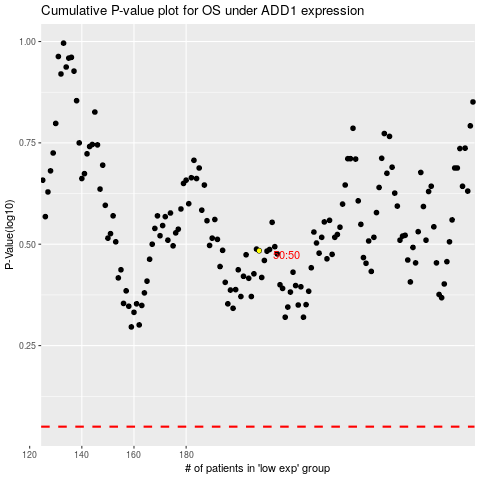 Cumulative P-value plot for OS under ADD1 expression
1.00
0.75
0.50
0.25
P-Value(log10)
50:50
120 140 160 180
# of patients in 'low exp' group